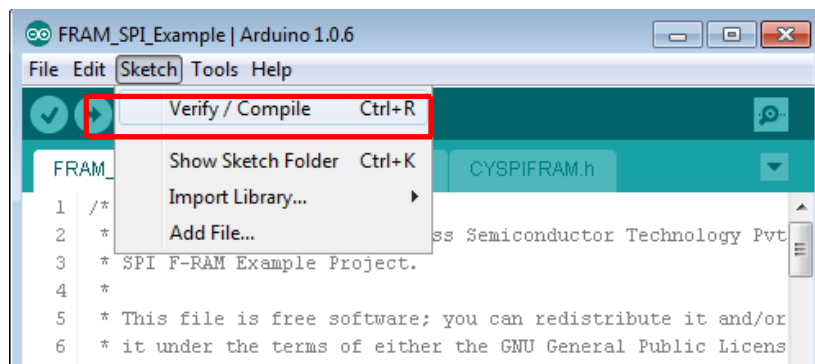 FRAM_SPI_Example | Arduino 1.0.6
File Edit Sketch Tools Help
Verify / Compile Ctrl+R
FRAM_ CYSPIFRAM.h
Show Sketch Folder Ctrl+K
Import Library...
Add File...
1 /*
2 * ss Semiconductor Technology Pvt
3 * SPI F-RAM Example Project.
4 *
5 * This file is free software; you can redistribute it and/or
6 * it under the terms of either the GNU General Public Licens